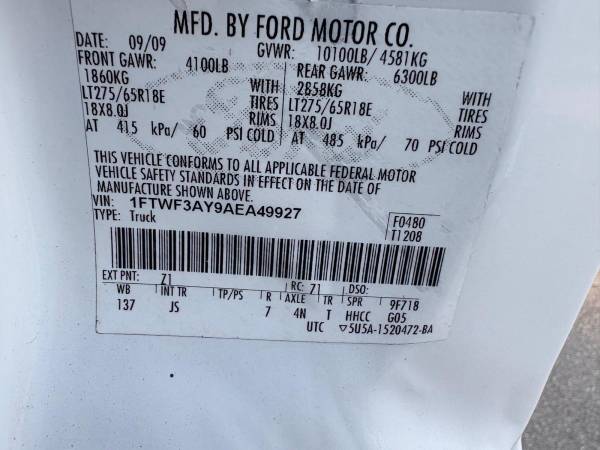 MFD. BY FORD MOTOR CO.
DATE: 09/09 GVWR: 10100LB/ 4581KG
FRONT GAWR: 4100LB REAR GAWR: 6300LB
1860KG WITH 2858KG WITH
LT275/65R18E TIRES LT275/65R18E TIRES
18X8.0J RIMS 18X8.0J RIMS
AT 415 kPa/ 60 PSI COLD AT 485 kPa/ 70 PSI COLD
THIS VEHICLE CONFORMS TO ALL APPLICABLE FEDERAL MOTOR
VEHICLE SAFETY STANDARDS IN EFFECT ON THE DATE OF
MANUFACTURE SHOWN ABOVE.
VIN: 1FTWF3AY9AEA49927 F0480
TYPE: Truck T1208
EXT PNT: Z1 RC: 71 DSO:
WB INT TR TP/PS R AXLE TR SPR 9F718
137 JS 7 4N T HHCC G05
UTC ▽5U5A-1520472-BA